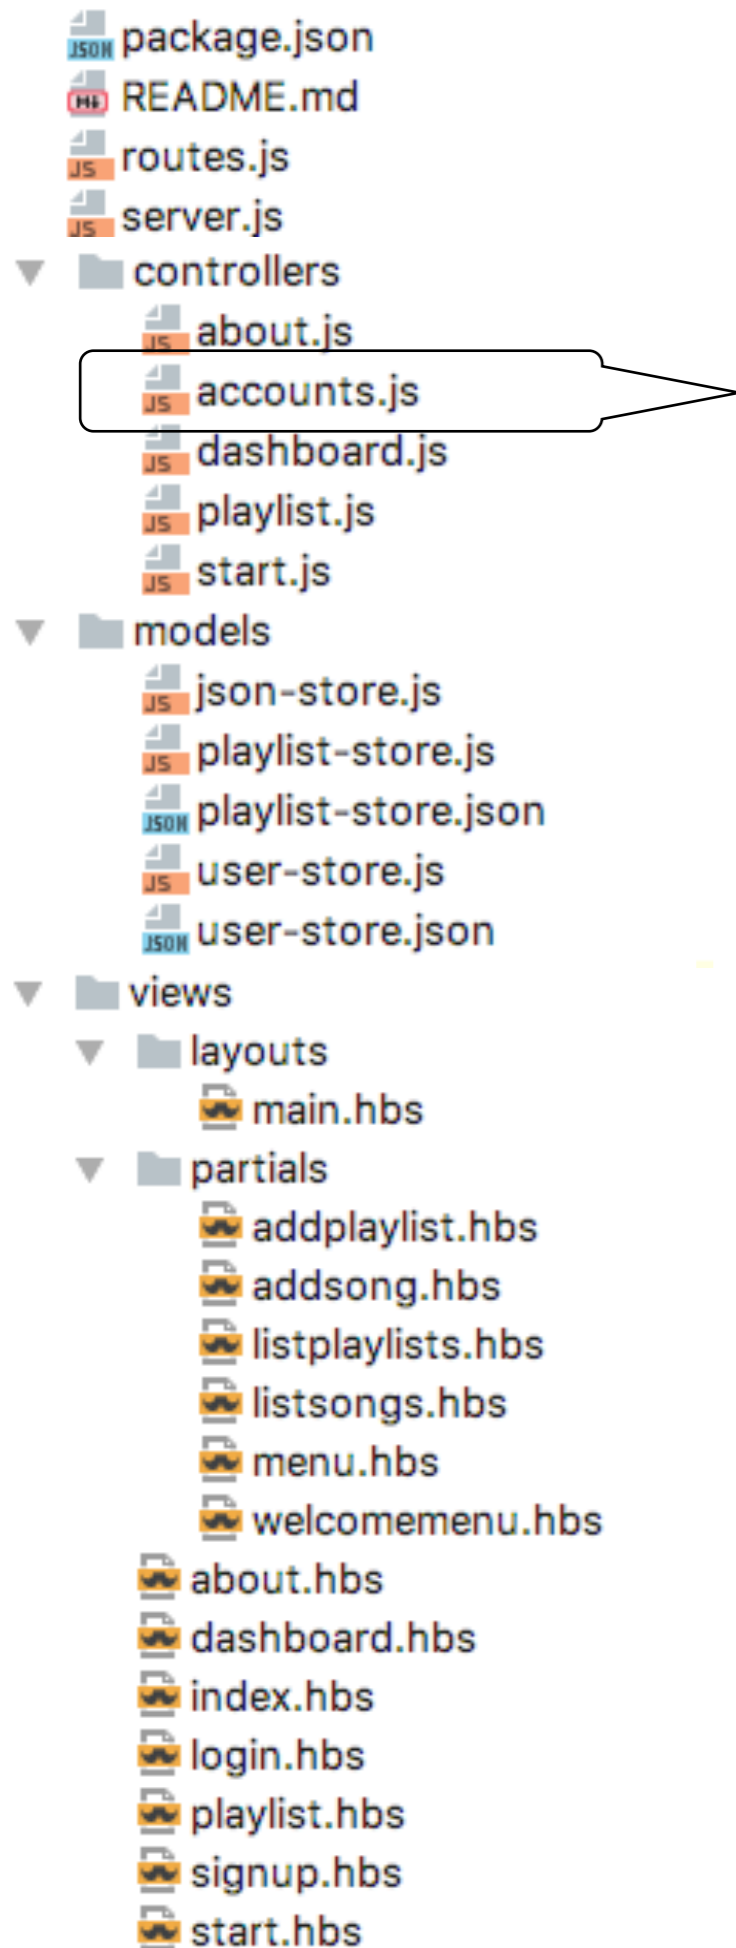 package.json
README.md
routes.js
server.js
controllers
about.js
accounts.js
dashboard.js
playlist.js
start.js
models
json-store.js
playlist-store.js
playlist-store.json
user-store.js
user-store.json
views
layouts
main.hbs
partials
addplaylist.hbs
addsong.hbs
listplaylists.hbs
listsongs.hbs
menu.hbs
welcomemenu.hbs
about.hbs
dashboard.hbs
index.hbs
login.hbs
playlist.hbs
signup.hbs
start.hbs